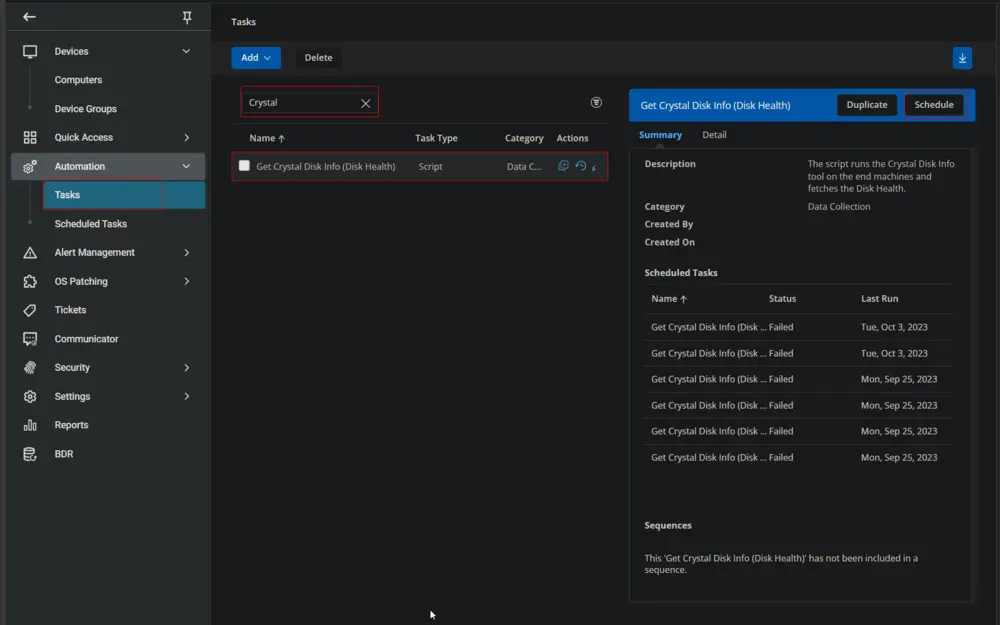 Devices
Computers
Device Groups
Quick Access
Automation
Tasks
Scheduled Tasks
Alert Management
OS Patching
Tickets
Communicator
Security
Settings
Reports
BDR
Tasks
Add
Delete
Crystal
Name Task Type Category Actions
Get Crystal Disk Info (Disk Health) Script Data C...
Get Crystal Disk Info (Disk Health) Duplicate Schedule
Summary Detail
Description The script runs the Crystal Disk Info
tool on the end machines and
fetches the Disk Health.
Category Data Collection
Created By
Created On
Scheduled Tasks
Name Status Last Run
Get Crystal Disk Info (Disk ... Failed Tue, Oct 3, 2023
Get Crystal Disk Info (Disk ... Failed Tue, Oct 3, 2023
Get Crystal Disk Info (Disk ... Failed Mon, Sep 25, 2023
Get Crystal Disk Info (Disk ... Failed Mon, Sep 25, 2023
Get Crystal Disk Info (Disk ... Failed Mon, Sep 25, 2023
Get Crystal Disk Info (Disk ... Failed Mon, Sep 25, 2023
Sequences
This 'Get Crystal Disk Info (Disk Health)' has not been included in a
sequence.